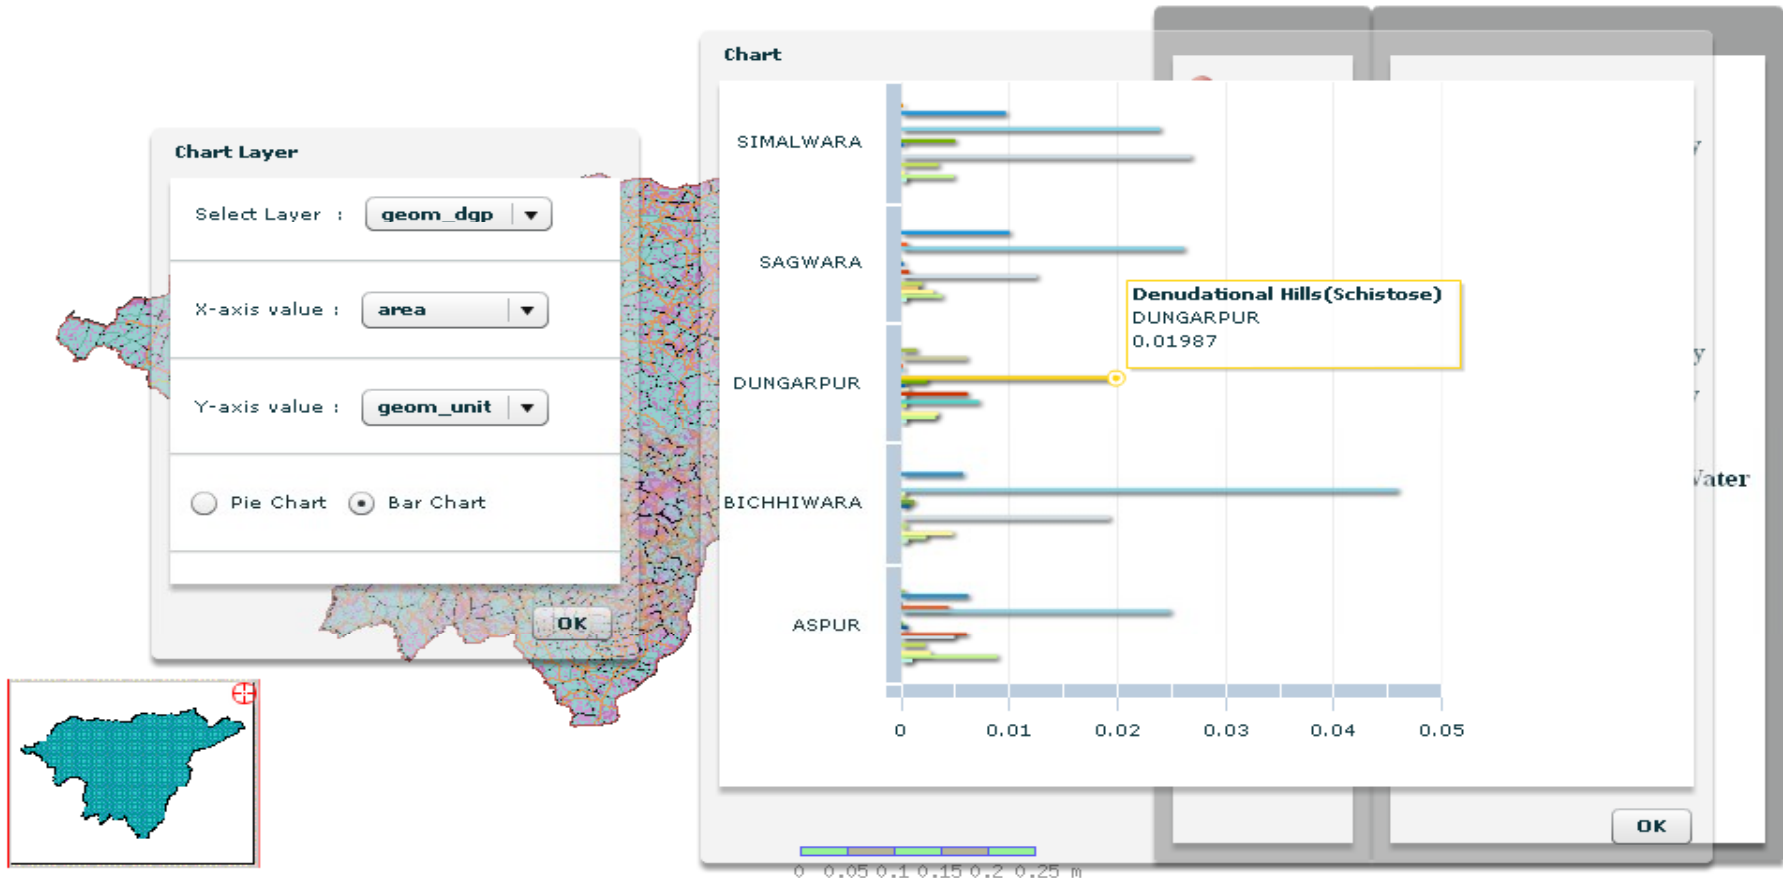 Chart Layer
Select Layer :
geom_dgp
X-axis value :
area
Y-axis value :
geom_unit
Pie Chart
Bar Chart
OK
Chart
SIMALWARA
SAGWARA
DUNGARPUR
BICHHIWARA
ASPUR
Denudational Hills(Schistose)
DUNGARPUR
0.01987
0 0.01 0.02 0.03 0.04 0.05
OK
0 0.05 0.1 0.15 0.2 0.25 m